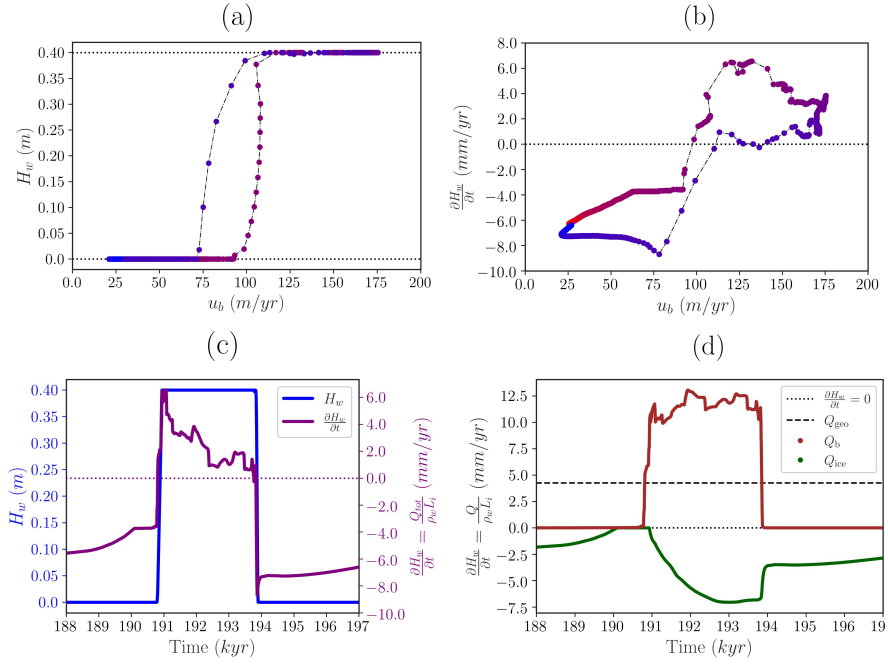 (a)
0.40
0.35
0.30
0.25
0.20
0.15
0.10
0.05
0.00
H_w (m)
0.0 25 50 75 100 125 150 175 200
u_b (m/yr)
(b)
8.0
6.0
4.0
2.0
0.0
−2.0
−4.0
−6.0
−8.0
−10.0
∂H_w/∂t (mm/yr)
0.0 25 50 75 100 125 150 175 200
u_b (m/yr)
(c)
0.40
0.35
0.30
0.25
0.20
0.15
0.10
0.05
0.00
H_w (m)
H_w
∂H_w/∂t
6.0
4.0
2.0
0.0
−2.0
−4.0
−6.0
−8.0
−10.0
∂H_w/∂t = Q_tot/ρ_wL_i (mm/yr)
188 189 190 191 192 193 194 195 196 197
Time (kyr)
(d)
12.5
10.0
7.5
5.0
2.5
0.0
−2.5
−5.0
−7.5
∂H_w/∂t = Q/ρ_wL_i (mm/yr)
∂H_w/∂t = 0
Q_geo
Q_b
Q_ice
188 189 190 191 192 193 194 195 196 197
Time (kyr)